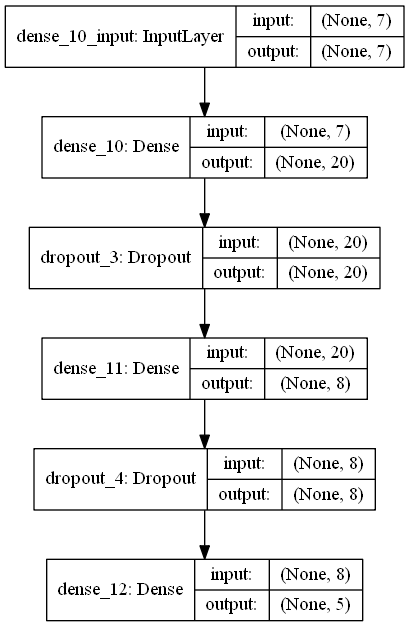 dense_10_input: InputLayer
input: (None, 7)
output: (None, 7)
dense_10: Dense
input: (None, 7)
output: (None, 20)
dropout_3: Dropout
input: (None, 20)
output: (None, 20)
dense_11: Dense
input: (None, 20)
output: (None, 8)
dropout_4: Dropout
input: (None, 8)
output: (None, 8)
dense_12: Dense
input: (None, 8)
output: (None, 5)